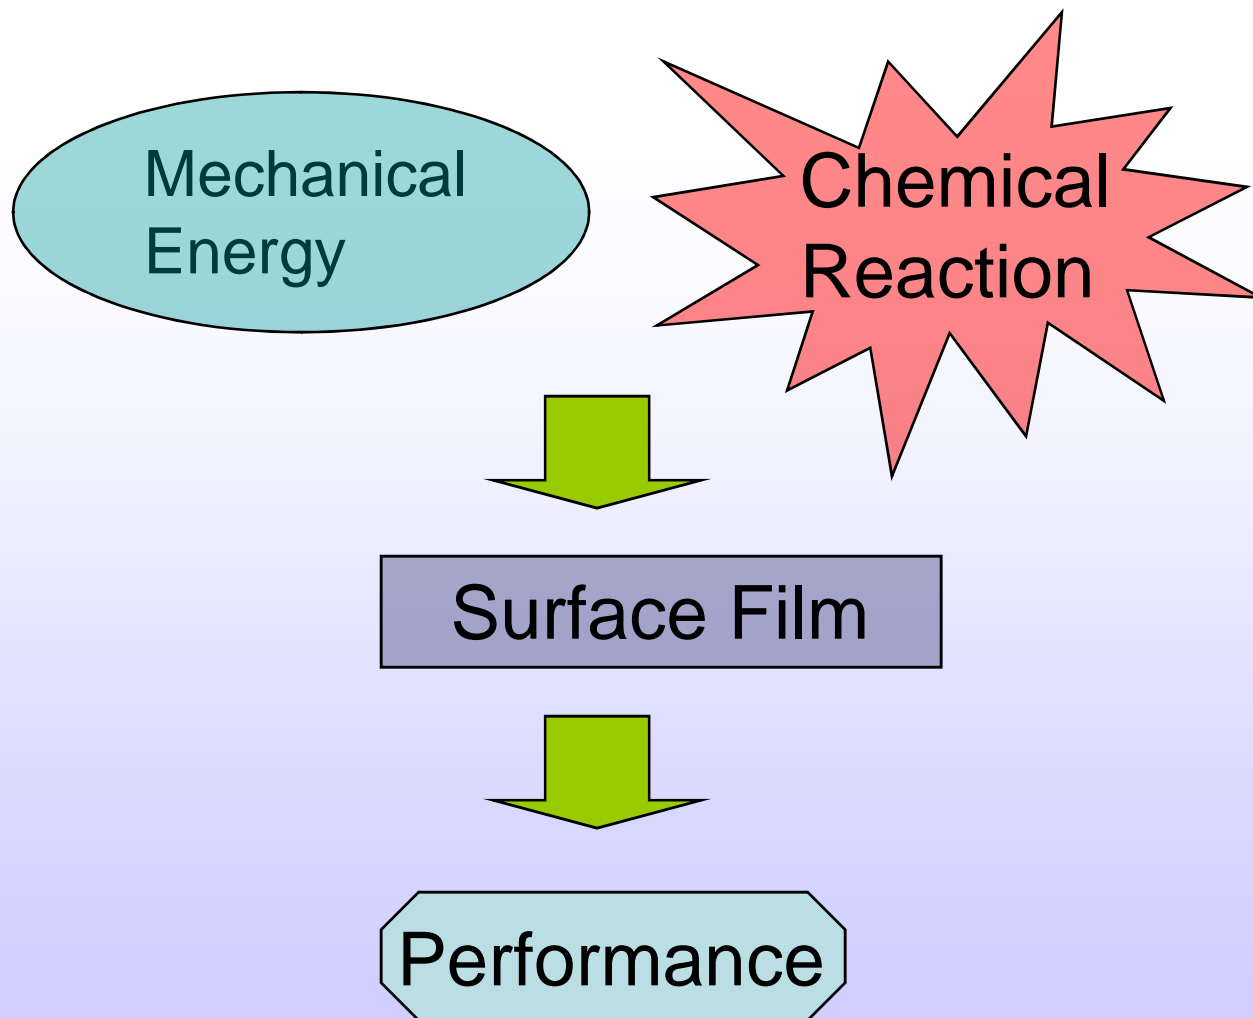 Mechanical
Energy
Chemical
Reaction
Surface Film
Performance